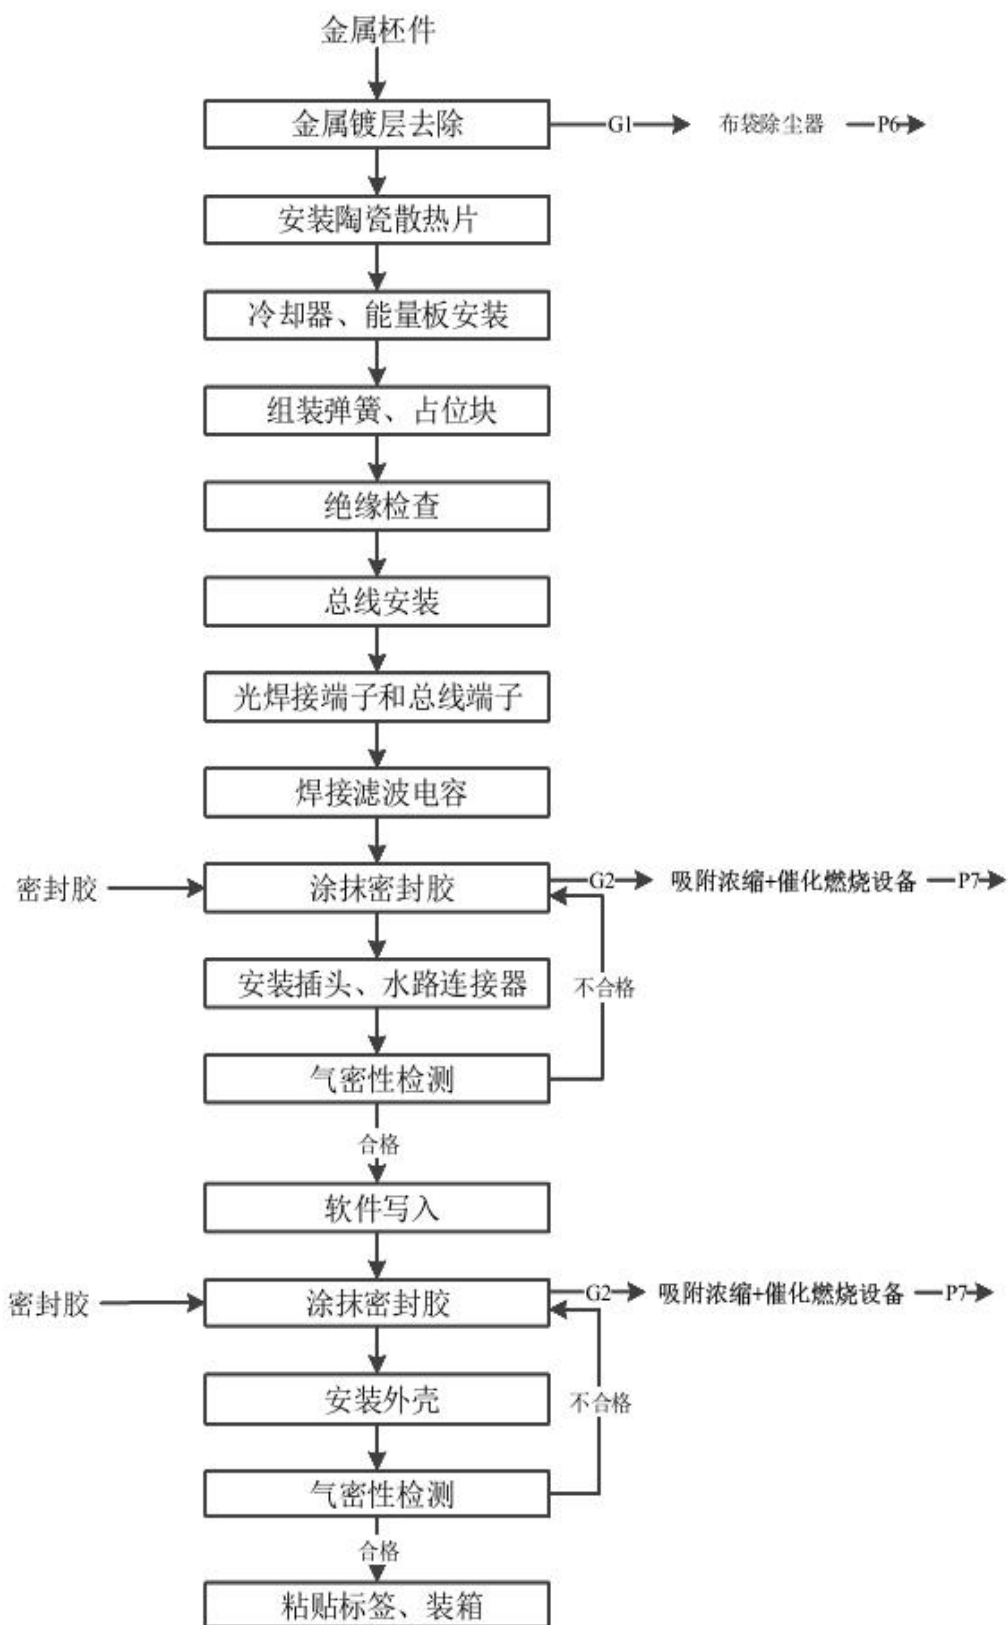 金属柸件
金属镀层去除 G1 布袋除尘器 P6
安装陶瓷散热片
冷却器、能量板安装
组装弹簧、占位块
绝缘检查
总线安装
光焊接端子和总线端子
焊接滤波电容
密封胶 涂抹密封胶 G2 吸附浓缩+催化燃烧设备 P7
安装插头、水路连接器 不合格
气密性检测
合格
软件写入
密封胶 涂抹密封胶 G2 吸附浓缩+催化燃烧设备 P7
安装外壳 不合格
气密性检测
合格
粘贴标签、装箱